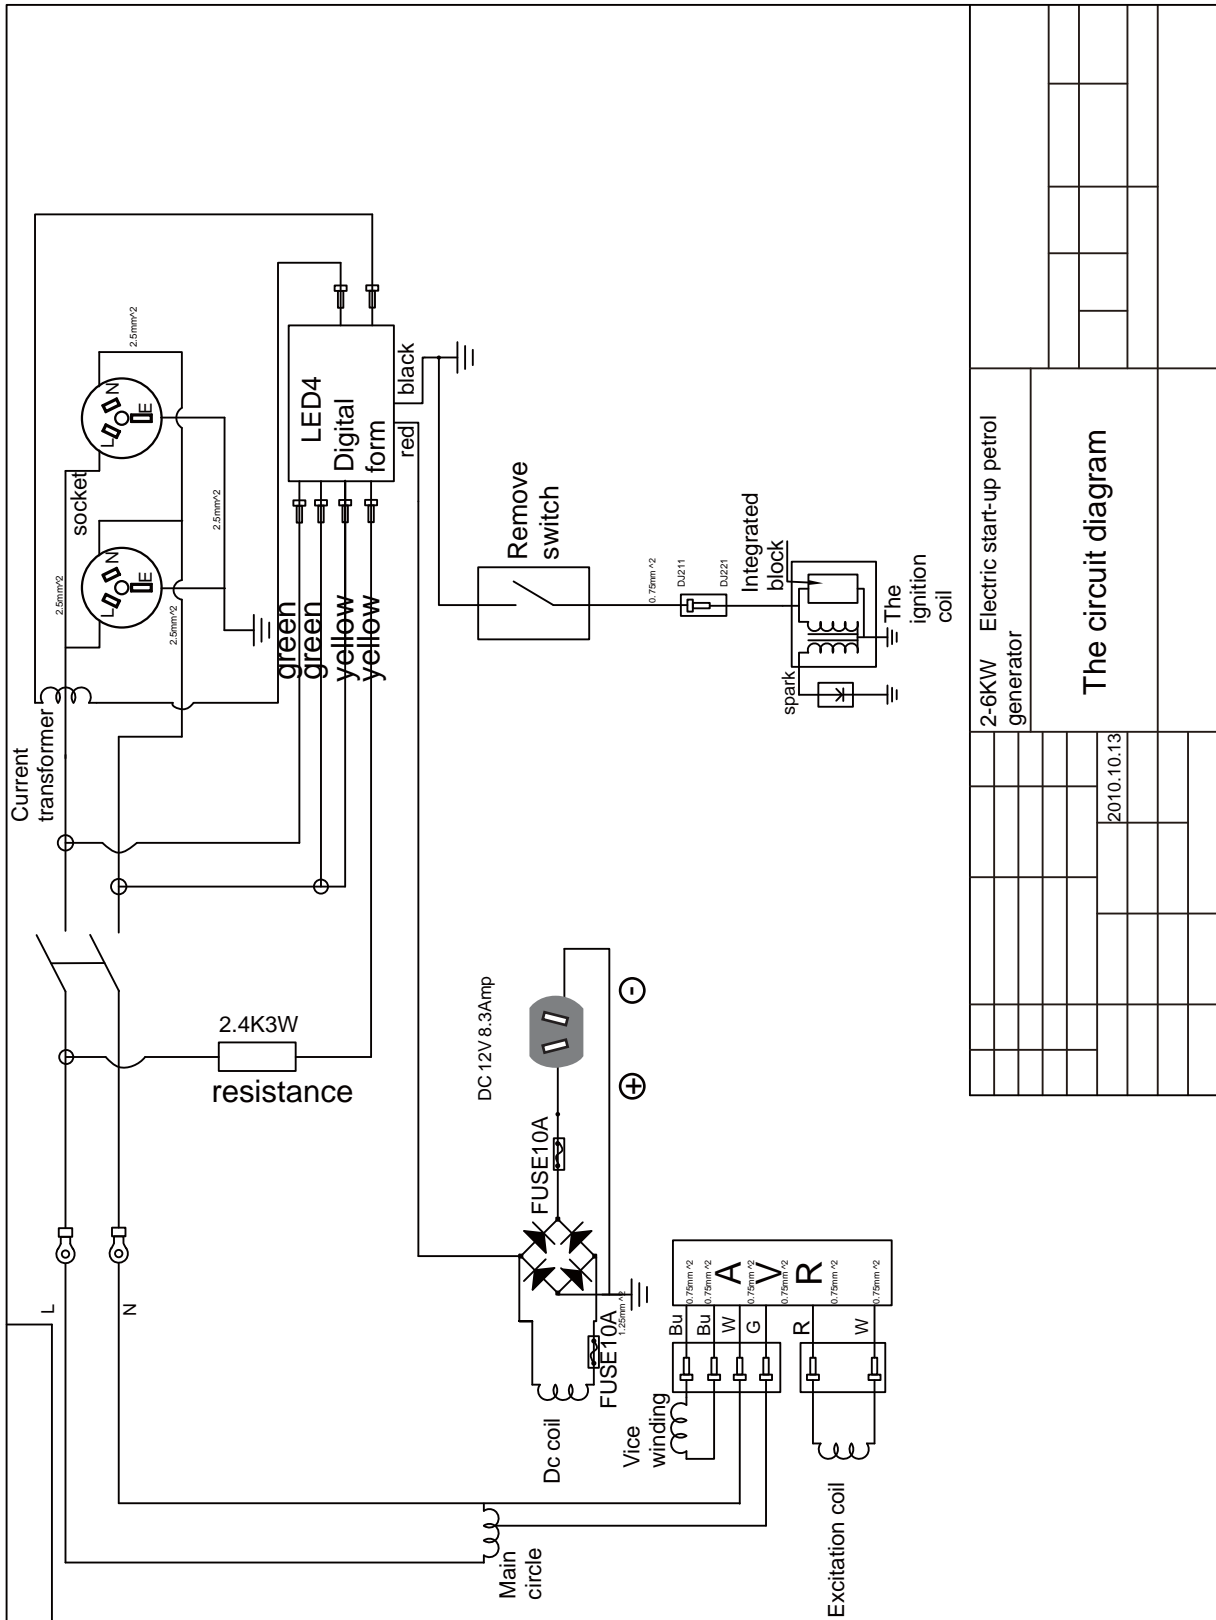 Current
transformer
2.5mm^2
2.5mm^2
2.5mm^2
2.5mm^2
socket
L
N
E
L
N
E
LED4
Digital
form
red
black
green
green
yellow
yellow
Remove
switch
0.75mm ^2
DJ211
DJ221
Integrated
block
The
ignition
coil
spark
2.4K3W
resistance
DC 12V 8.3Amp
-
+
FUSE10A
FUSE10A
1.25mm ^2
Dc coil
L
N
AVR
0.75mm ^2
0.75mm ^2
0.75mm ^2
0.75mm ^2
0.75mm ^2
0.75mm ^2
Bu
Bu
W
G
R
W
Vice
winding
Main
circle
Excitation coil
2-6KW Electric start-up petrol
generator
The circuit diagram
2010.10.13